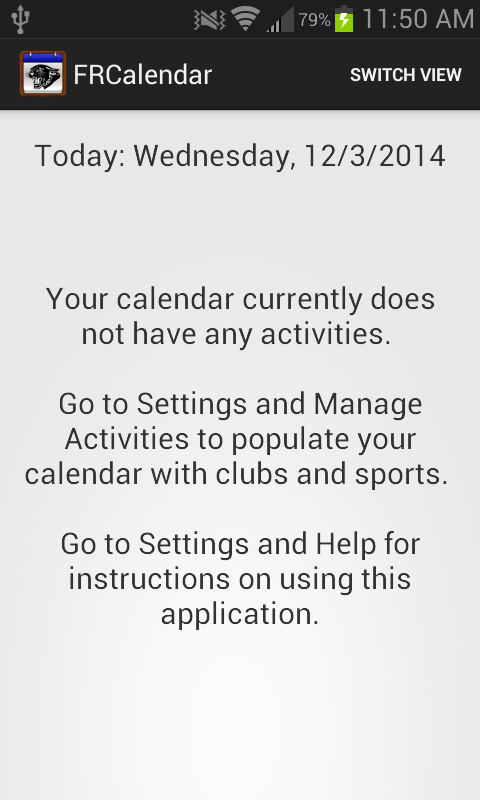 79% 11:50 AM
FRCalendar SWITCH VIEW
Today: Wednesday, 12/3/2014
Your calendar currently does
not have any activities.
Go to Settings and Manage
Activities to populate your
calendar with clubs and sports.
Go to Settings and Help for
instructions on using this
application.